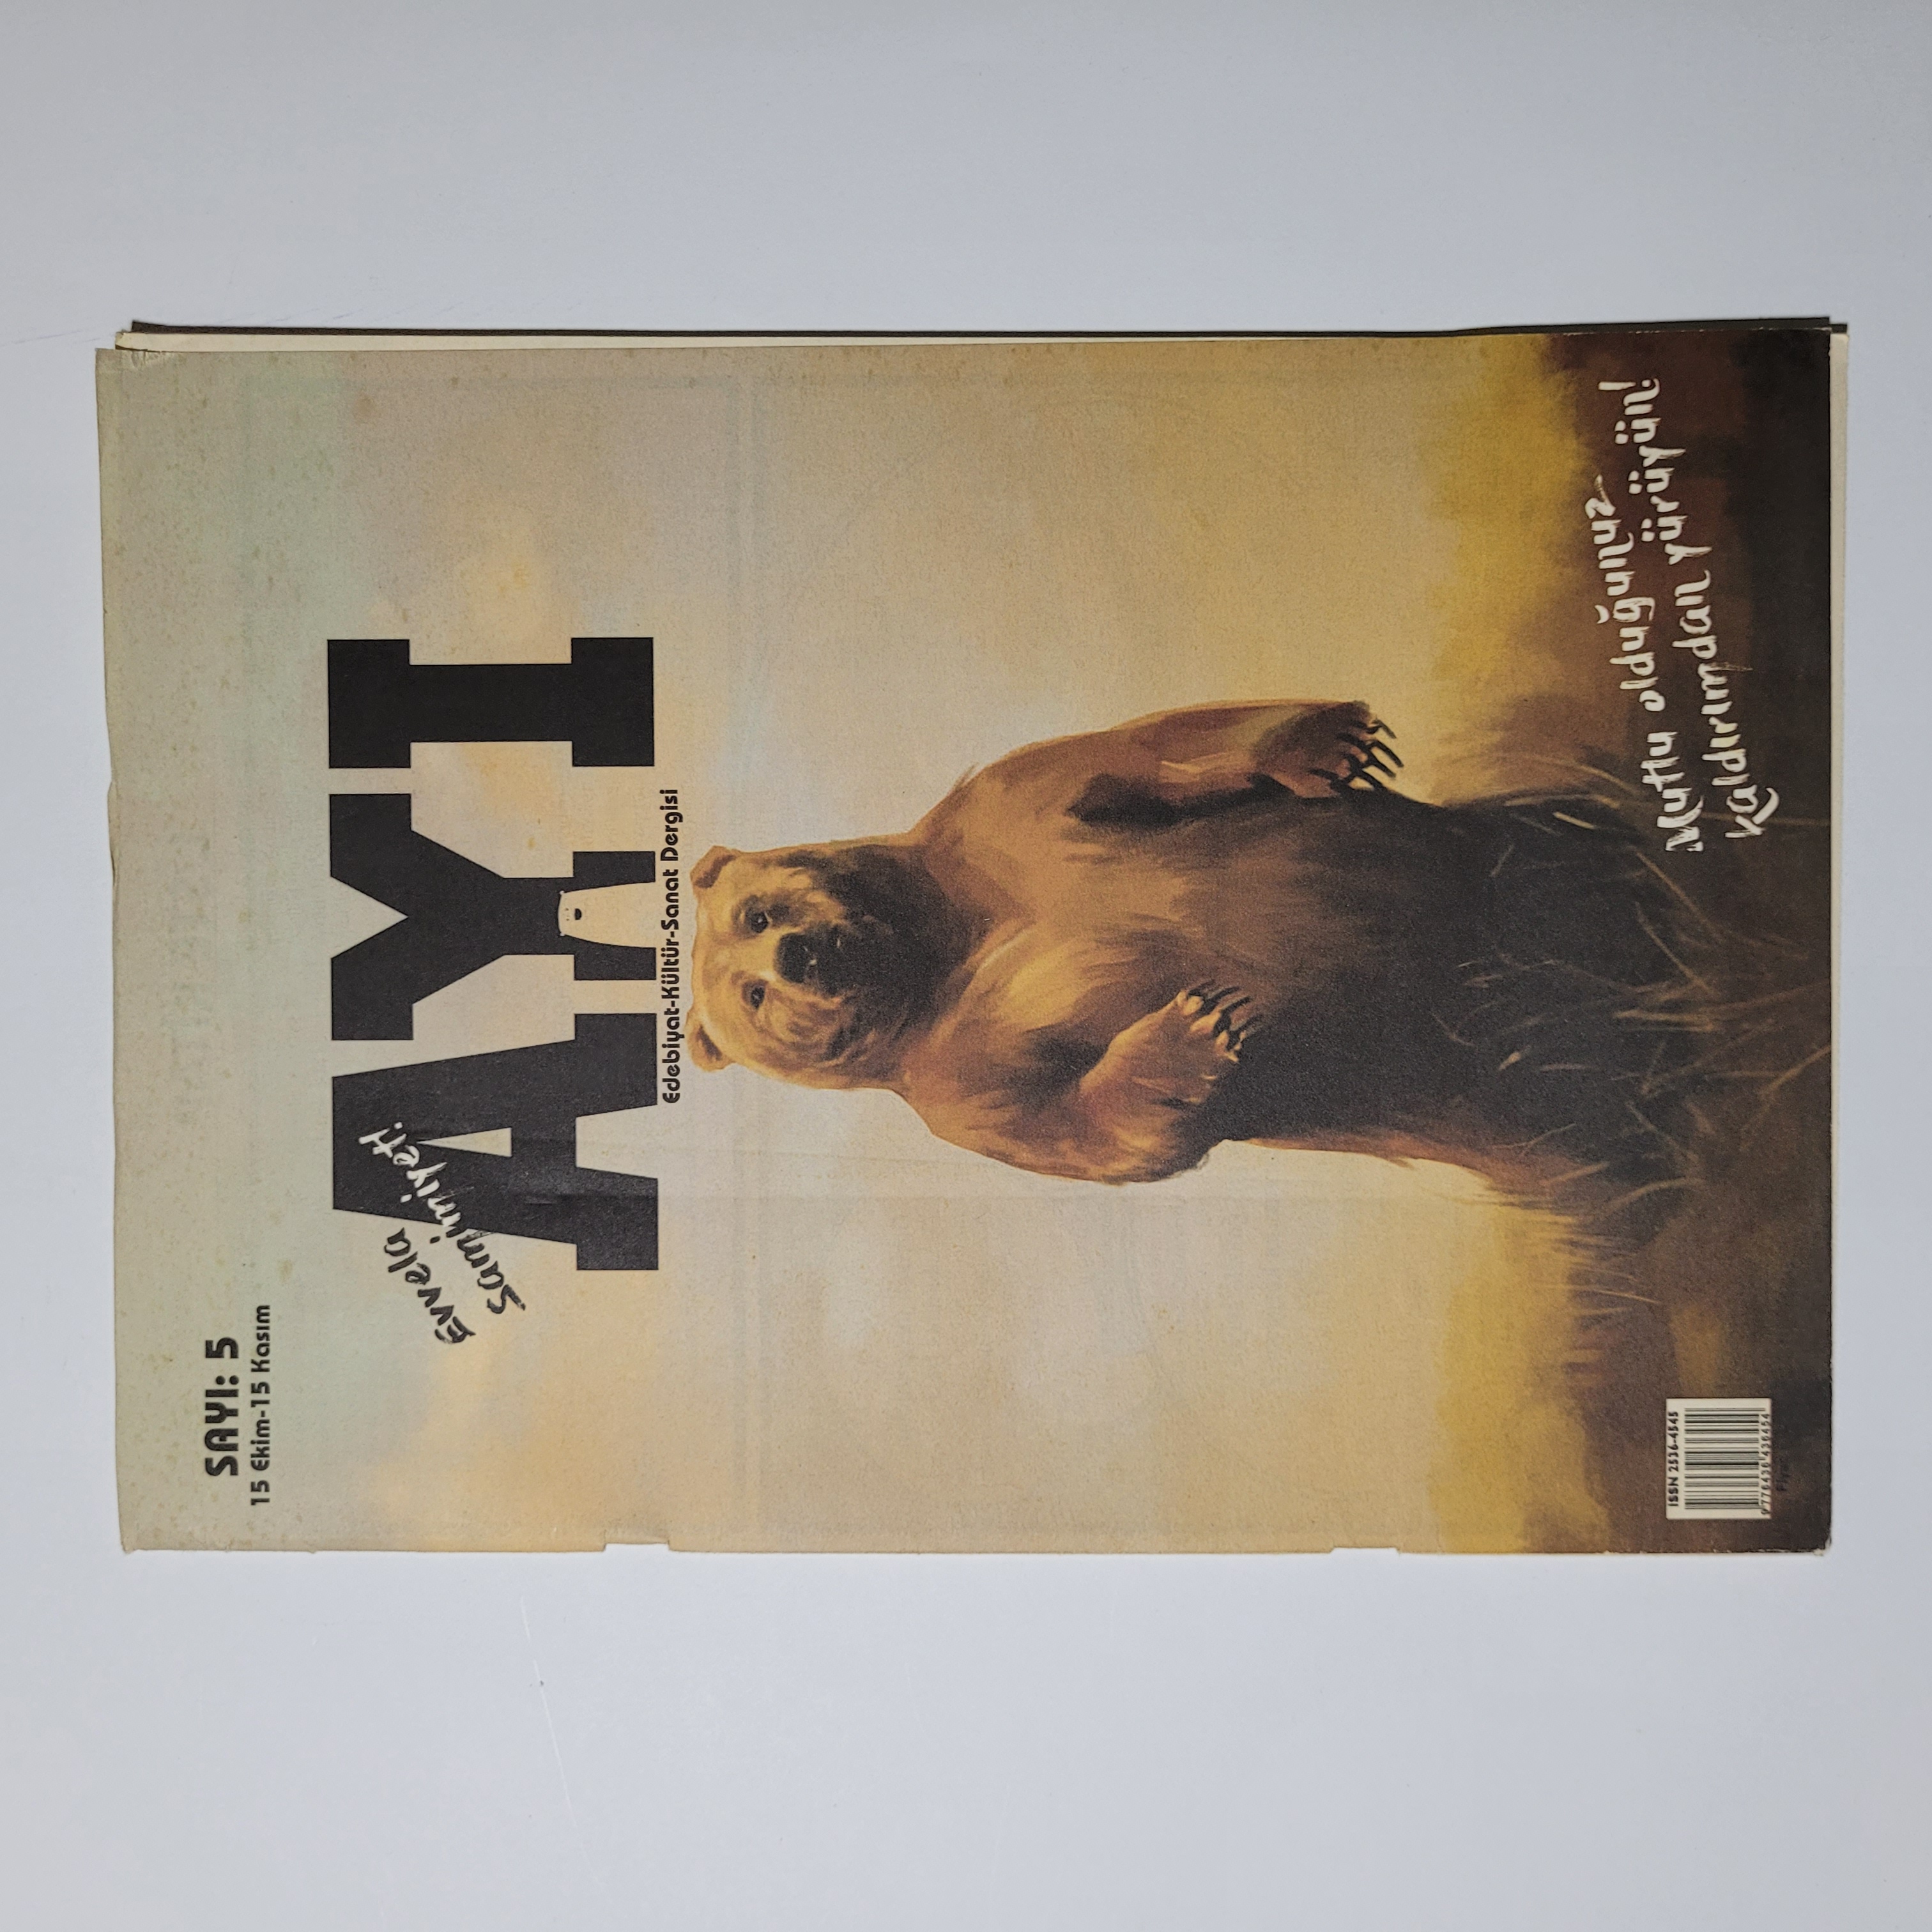 SAYI: 5
15 Ekim-15 Kasım
Evvela
Samimiyet!
AYI
Edebiyat-Kültür-Sanat Dergisi
Mutlu olduğunuz
kaldırımdan yürüyün!
ISSN 2536-4545